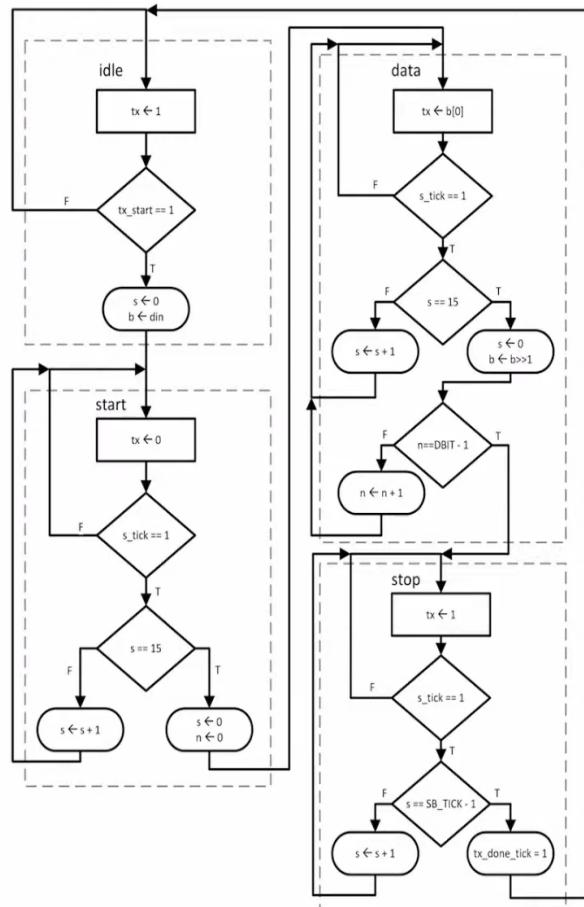 idle
tx ← 1
tx_start == 1
F
T
s ← 0
b ← din
start
tx ← 0
s_tick == 1
F
T
s == 15
F
T
s ← s + 1
s ← 0
n ← 0
data
tx ← b[0]
s_tick == 1
F
T
s == 15
F
T
s ← s + 1
s ← 0
b ← b>>1
n==DBIT - 1
F
T
n ← n + 1
stop
tx ← 1
s_tick == 1
F
T
s == SB_TICK - 1
F
T
s ← s + 1
tx_done_tick = 1